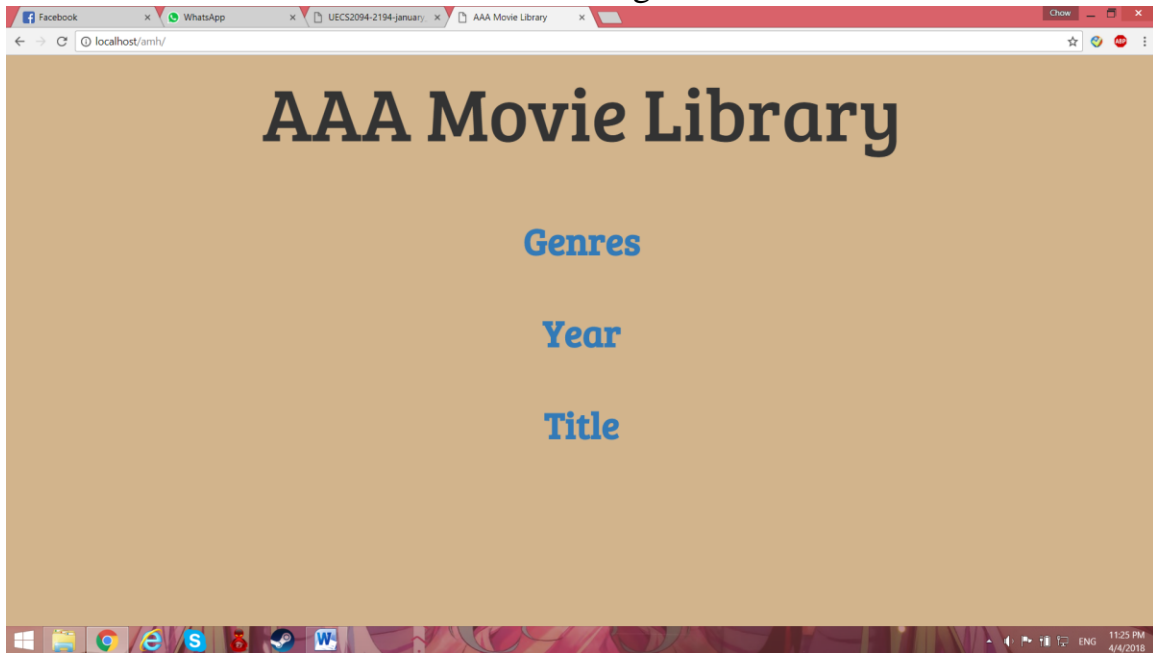 Facebook
WhatsApp
UECS2094-2194-january
AAA Movie Library
Chow
localhost/amh/
ABP
AAA Movie Library
Genres
Year
Title
ENG
11:25 PM
4/4/2018